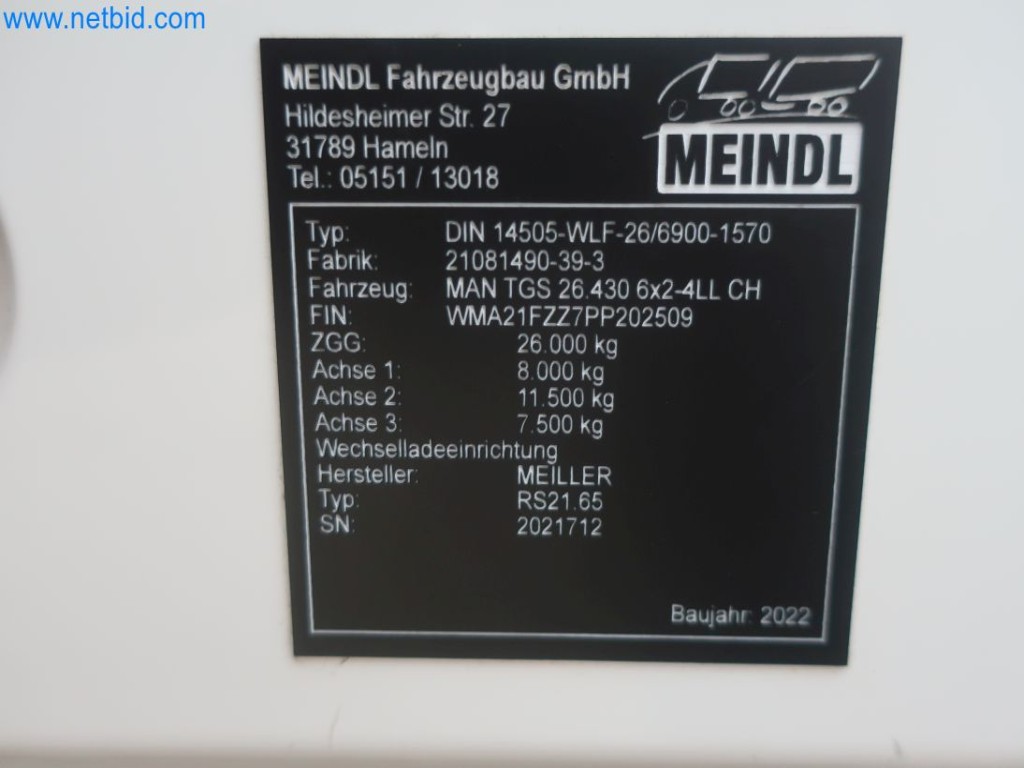 www.netbid.com
MEINDL Fahrzeugbau GmbH
Hildesheimer Str. 27
31789 Hameln
Tel.: 05151 / 13018
MEINDL
Typ: DIN 14505-WLF-26/6900-1570
Fabrik: 21081490-39-3
Fahrzeug: MAN TGS 26.430 6x2-4LL CH
FIN: WMA21FZZ7PP202509
ZGG: 26.000 kg
Achse 1: 8.000 kg
Achse 2: 11.500 kg
Achse 3: 7.500 kg
Wechselladeeinrichtung
Hersteller: MEILLER
Typ: RS21.65
SN: 2021712
Baujahr: 2022